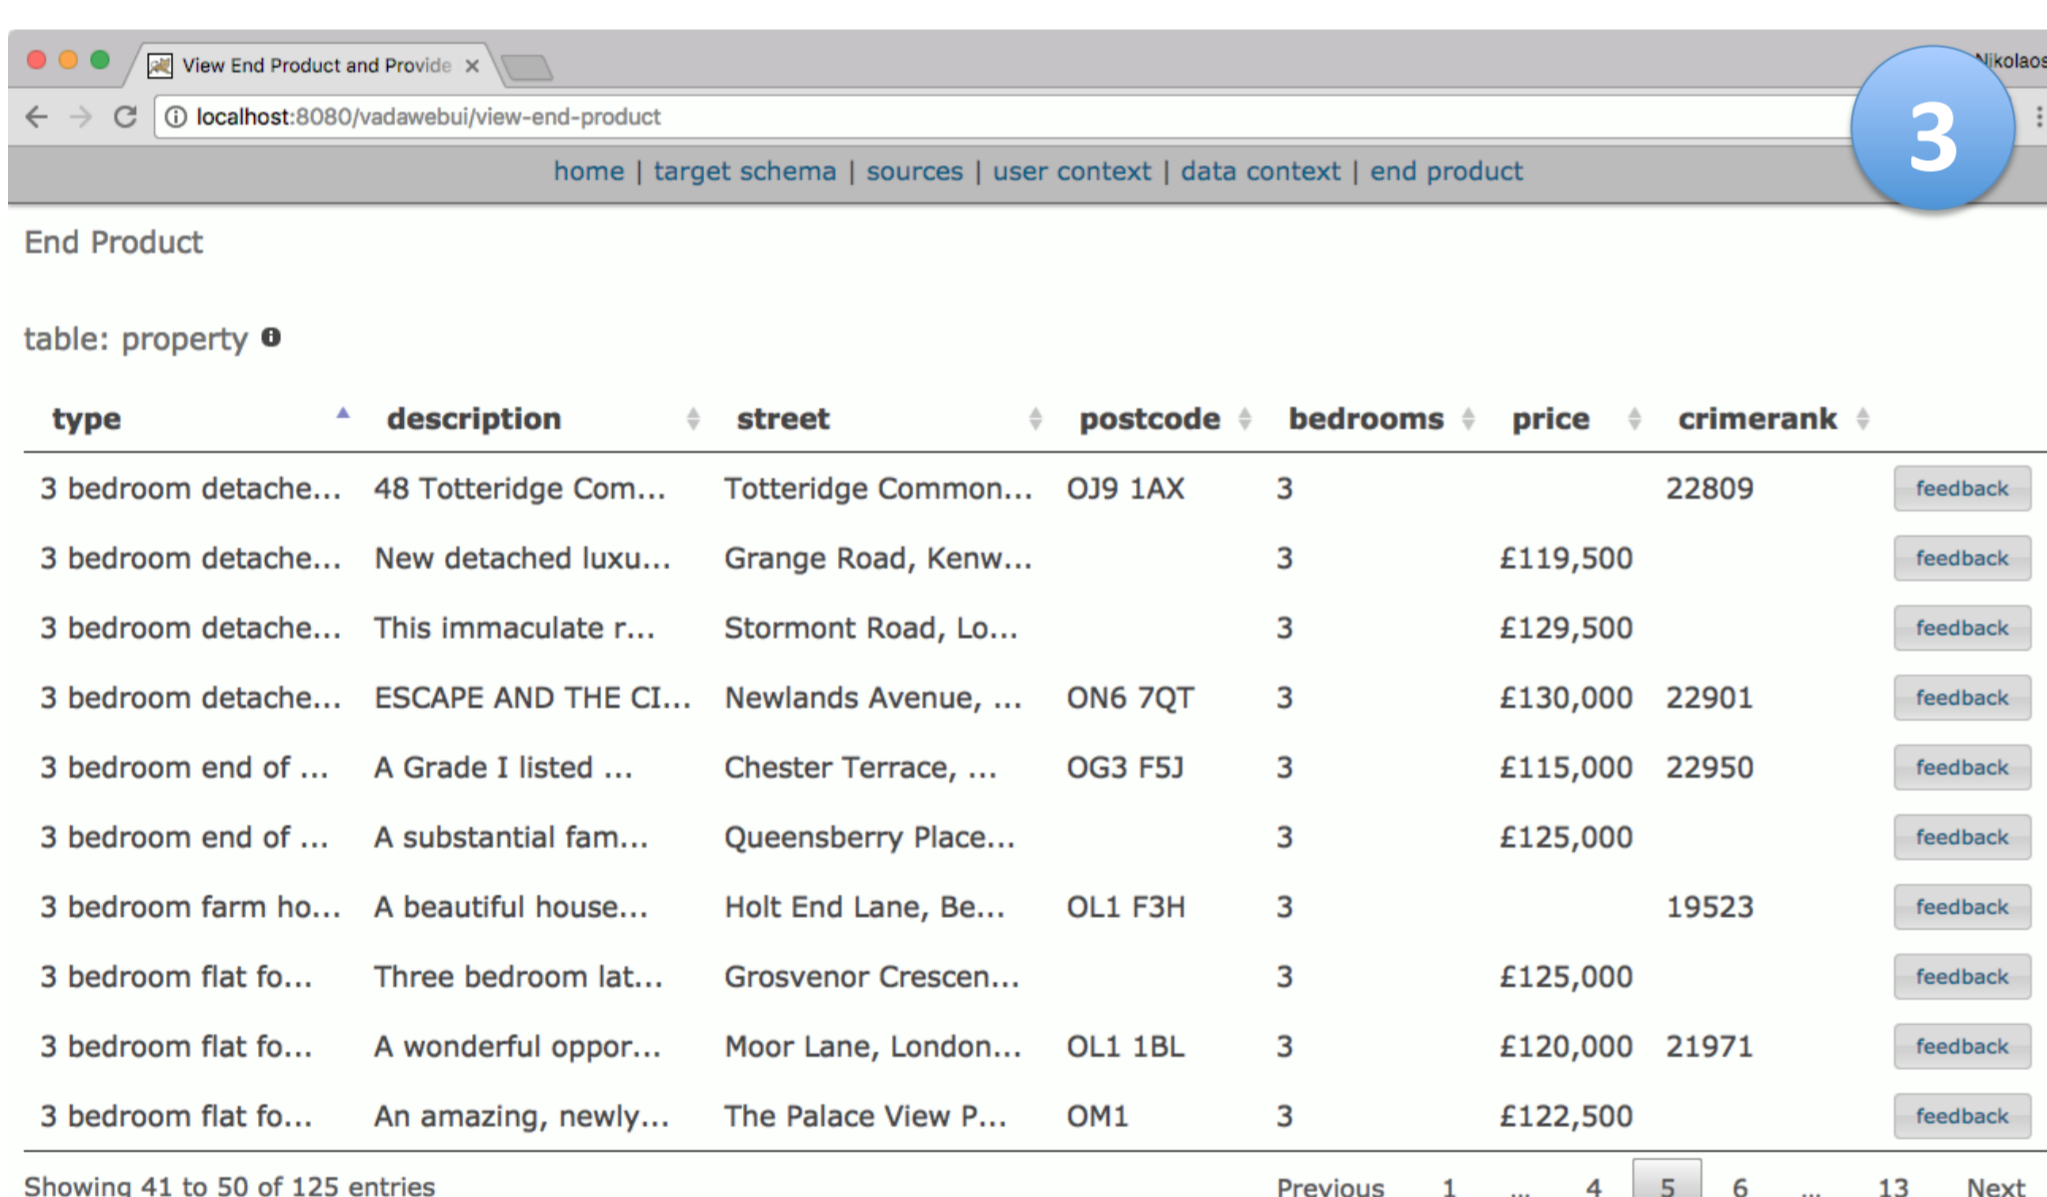 View End Product and Provide
Nikolaos
localhost:8080/vadawebui/view-end-product
3
home | target schema | sources | user context | data context | end product
End Product
table: property
type description street postcode bedrooms price crimerank
3 bedroom detache... 48 Totteridge Com... Totteridge Common... OJ9 1AX 3 22809 feedback
3 bedroom detache... New detached luxu... Grange Road, Kenw... 3 £119,500 feedback
3 bedroom detache... This immaculate r... Stormont Road, Lo... 3 £129,500 feedback
3 bedroom detache... ESCAPE AND THE CI... Newlands Avenue, ... ON6 7QT 3 £130,000 22901 feedback
3 bedroom end of ... A Grade I listed ... Chester Terrace, ... OG3 F5J 3 £115,000 22950 feedback
3 bedroom end of ... A substantial fam... Queensberry Place... 3 £125,000 feedback
3 bedroom farm ho... A beautiful house... Holt End Lane, Be... OL1 F3H 3 19523 feedback
3 bedroom flat fo... Three bedroom lat... Grosvenor Crescen... 3 £125,000 feedback
3 bedroom flat fo... A wonderful oppor... Moor Lane, London... OL1 1BL 3 £120,000 21971 feedback
3 bedroom flat fo... An amazing, newly... The Palace View P... OM1 3 £122,500 feedback
Showing 41 to 50 of 125 entries Previous 1 ... 4 5 6 ... 13 Next